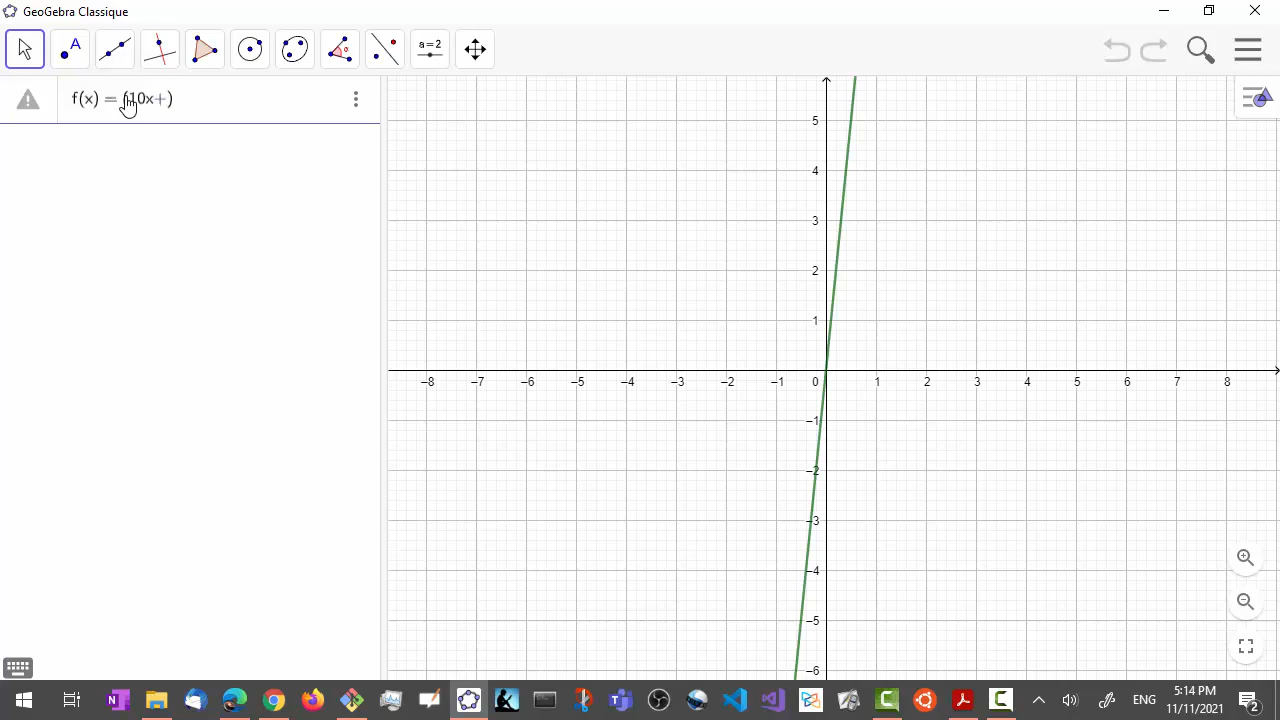 GeoGebra Classique
A
a=2
f(x) = (10x+)
5
4
3
2
1
−8 −7 −6 −5 −4 −3 −2 −1 0 1 2 3 4 5 6 7 8
−1
−2
−3
−4
−5
−6
ENG
5:14 PM
11/11/2021
2